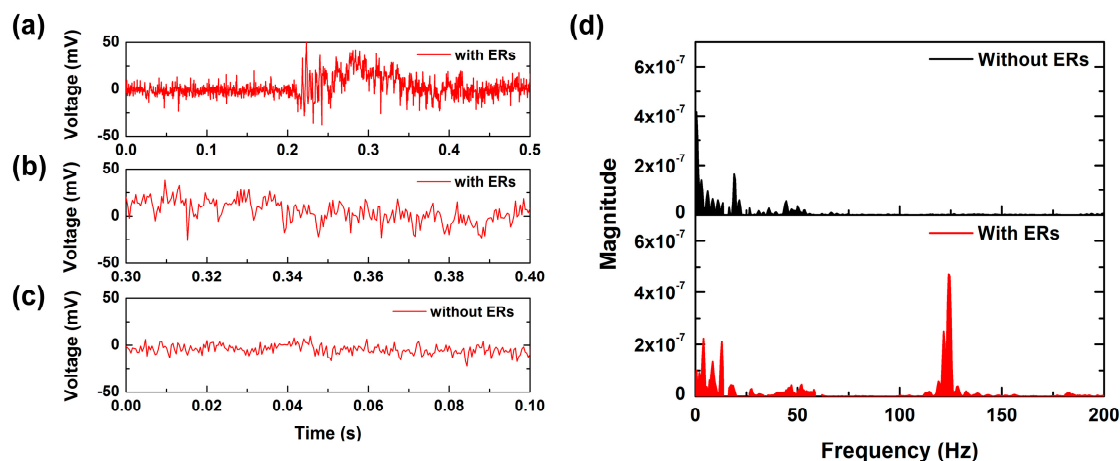 (a)
with ERs
Voltage (mV)
50
0
-50
0.0 0.1 0.2 0.3 0.4 0.5
(b)
with ERs
Voltage (mV)
50
25
0
-25
-50
0.30 0.32 0.34 0.36 0.38 0.40
(c)
without ERs
Voltage (mV)
50
0
-50
0.00 0.02 0.04 0.06 0.08 0.10
Time (s)
(d)
Without ERs
6x10⁻⁷
4x10⁻⁷
2x10⁻⁷
0
With ERs
6x10⁻⁷
4x10⁻⁷
2x10⁻⁷
0
Magnitude
0 50 100 150 200
Frequency (Hz)